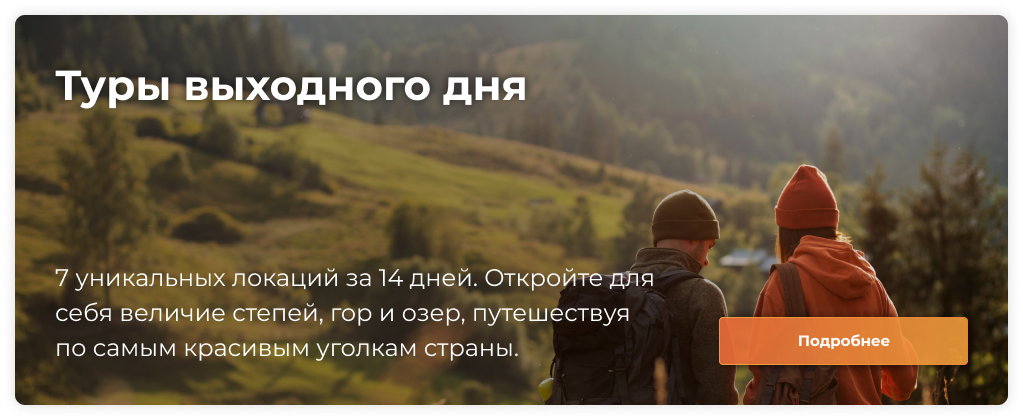 Туры выходного дня
7 уникальных локаций за 14 дней. Откройте для
себя величие степей, гор и озер, путешествуя
по самым красивым уголкам страны.
Подробнее